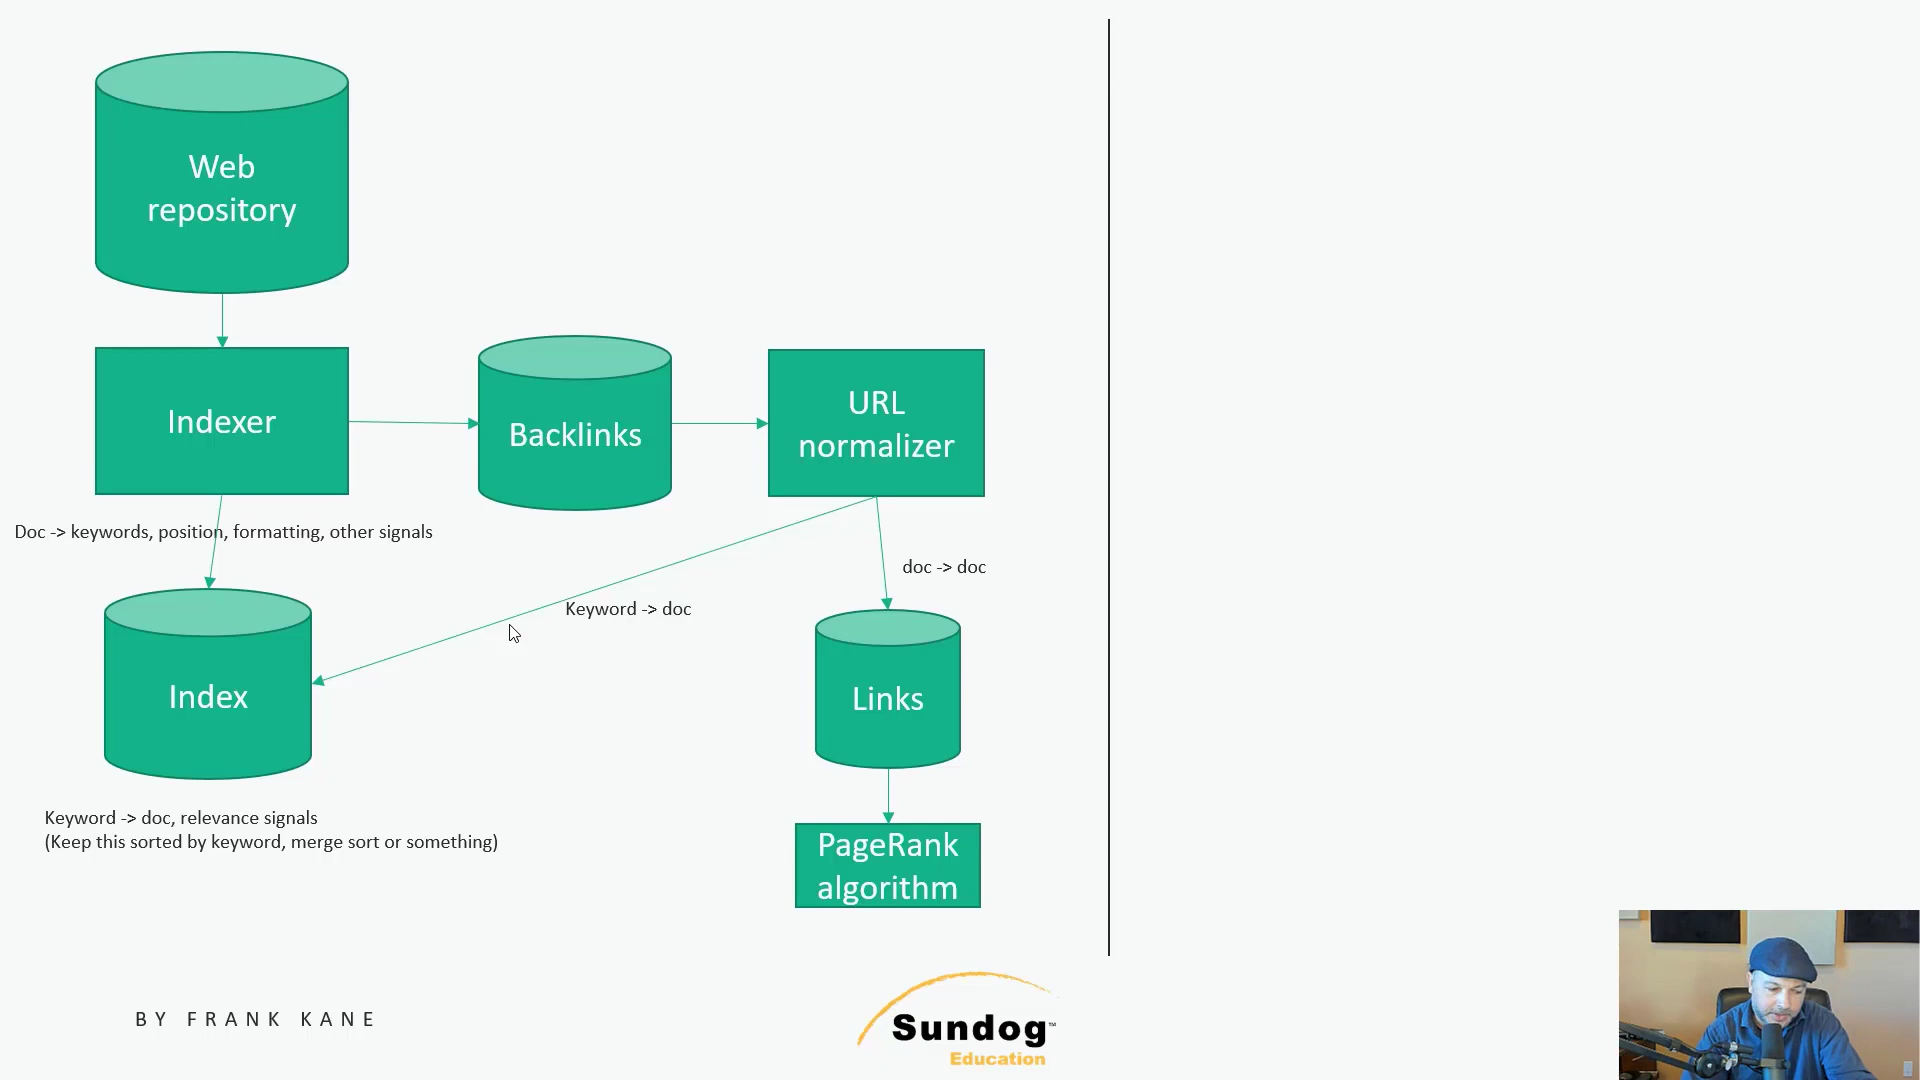 Web
repository
Indexer
Backlinks
URL
normalizer
Doc -> keywords, position, formatting, other signals
doc -> doc
Keyword -> doc
Index
Links
Keyword -> doc, relevance signals
(Keep this sorted by keyword, merge sort or something)
PageRank
algorithm
BY FRANK KANE
Sundog™
Education